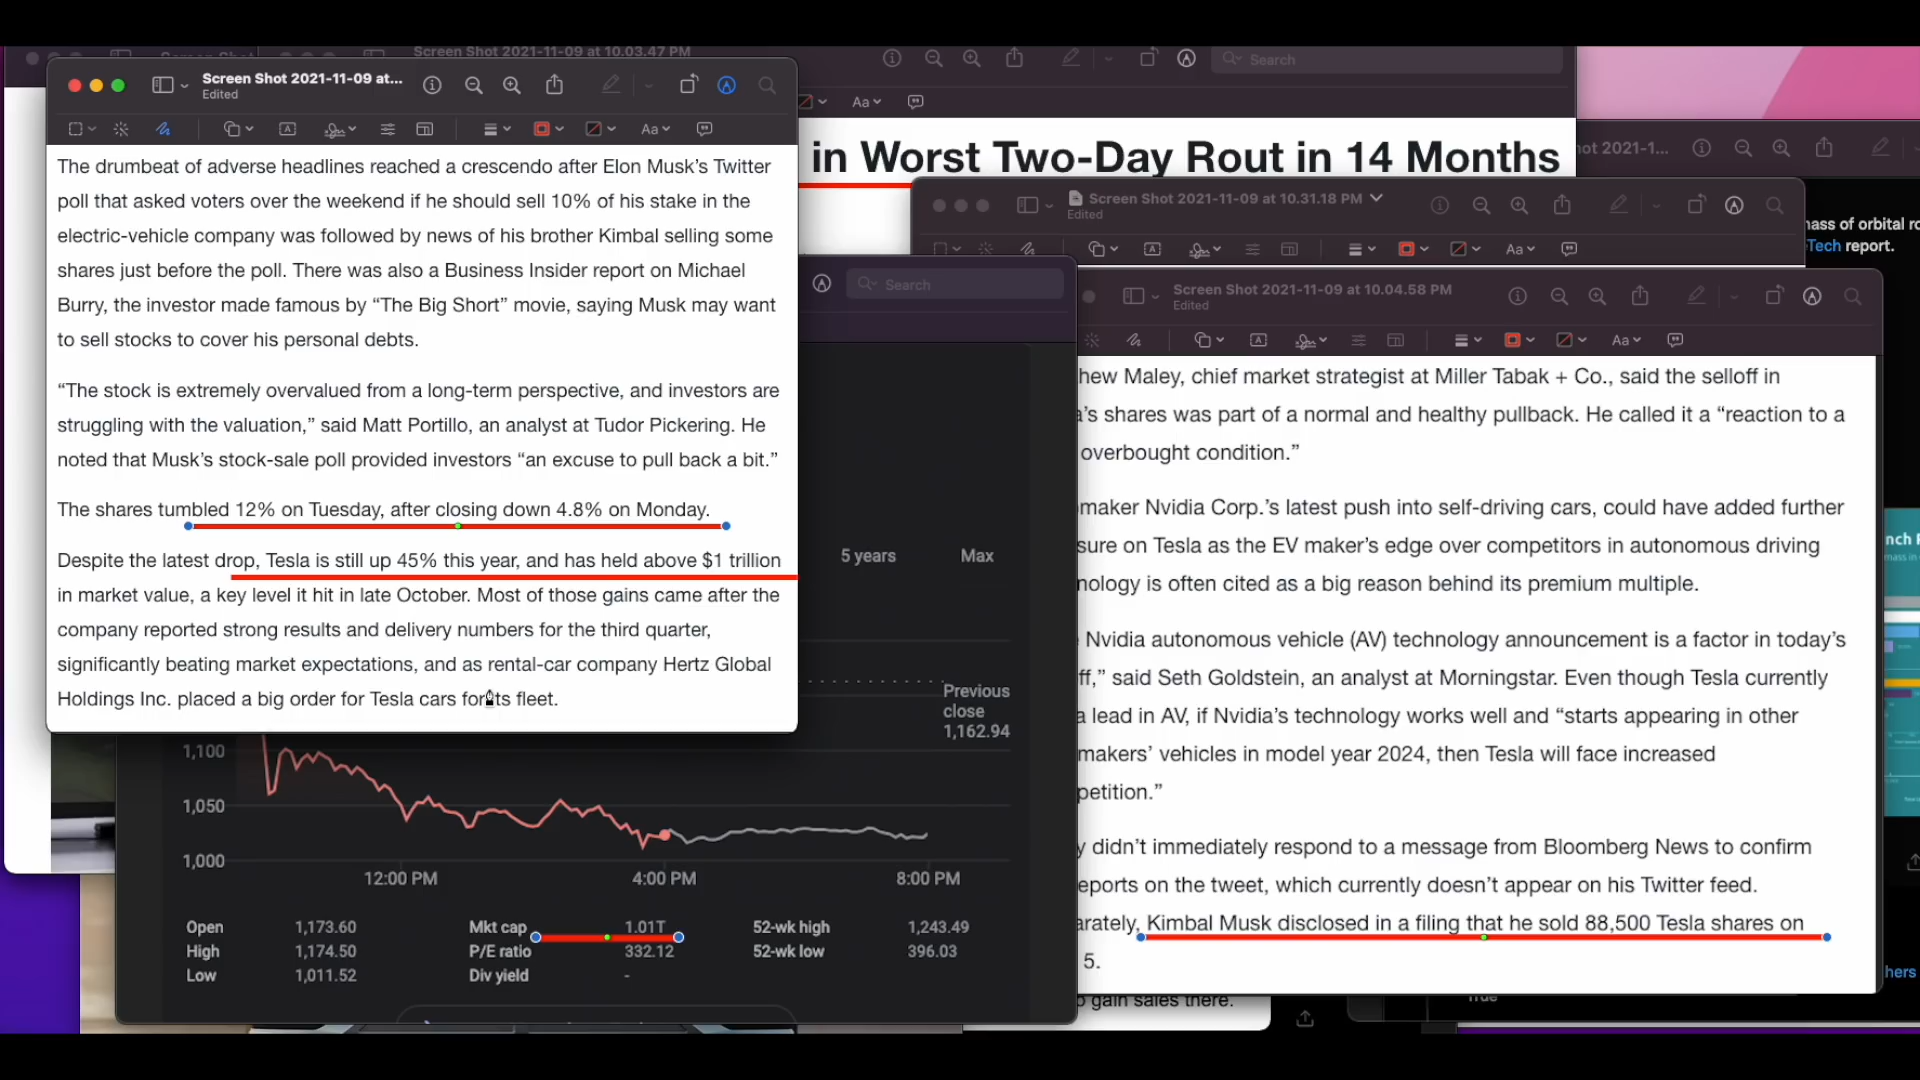 Screen Shot
Screen Shot 2021-11-09 at 10.03.47 PM
Search
Aa
in Worst Two-Day Rout in 14 Months
Screen Shot 2021-11-09 at...
Edited
Aa
The drumbeat of adverse headlines reached a crescendo after Elon Musk’s Twitter
poll that asked voters over the weekend if he should sell 10% of his stake in the
electric-vehicle company was followed by news of his brother Kimbal selling some
shares just before the poll. There was also a Business Insider report on Michael
Burry, the investor made famous by “The Big Short” movie, saying Musk may want
to sell stocks to cover his personal debts.
“The stock is extremely overvalued from a long-term perspective, and investors are
struggling with the valuation,” said Matt Portillo, an analyst at Tudor Pickering. He
noted that Musk’s stock-sale poll provided investors “an excuse to pull back a bit.”
The shares tumbled 12% on Tuesday, after closing down 4.8% on Monday.
Despite the latest drop, Tesla is still up 45% this year, and has held above $1 trillion
in market value, a key level it hit in late October. Most of those gains came after the
company reported strong results and delivery numbers for the third quarter,
significantly beating market expectations, and as rental-car company Hertz Global
Holdings Inc. placed a big order for Tesla cars for its fleet.
not 2021-1...
mass of orbital ro
Tech report.
Screen Shot 2021-11-09 at 10.31.18 PM
Edited
Aa
Search
5 years
Max
Previous
close
1,162.94
1,100
1,050
1,000
12:00 PM
4:00 PM
8:00 PM
Open 1,173.60 Mkt cap 1.01T 52-wk high 1,243.49
High 1,174.50 P/E ratio 332.12 52-wk low 396.03
Low 1,011.52 Div yield -
Screen Shot 2021-11-09 at 10.04.58 PM
Edited
Aa
hew Maley, chief market strategist at Miller Tabak + Co., said the selloff in
a’s shares was part of a normal and healthy pullback. He called it a “reaction to a
overbought condition.”
maker Nvidia Corp.’s latest push into self-driving cars, could have added further
sure on Tesla as the EV maker’s edge over competitors in autonomous driving
nology is often cited as a big reason behind its premium multiple.
Nvidia autonomous vehicle (AV) technology announcement is a factor in today’s
ff,” said Seth Goldstein, an analyst at Morningstar. Even though Tesla currently
a lead in AV, if Nvidia’s technology works well and “starts appearing in other
makers’ vehicles in model year 2024, then Tesla will face increased
petition.”
y didn’t immediately respond to a message from Bloomberg News to confirm
eports on the tweet, which currently doesn’t appear on his Twitter feed.
arately, Kimbal Musk disclosed in a filing that he sold 88,500 Tesla shares on
5.
o gain sales there.
True
hers
nch